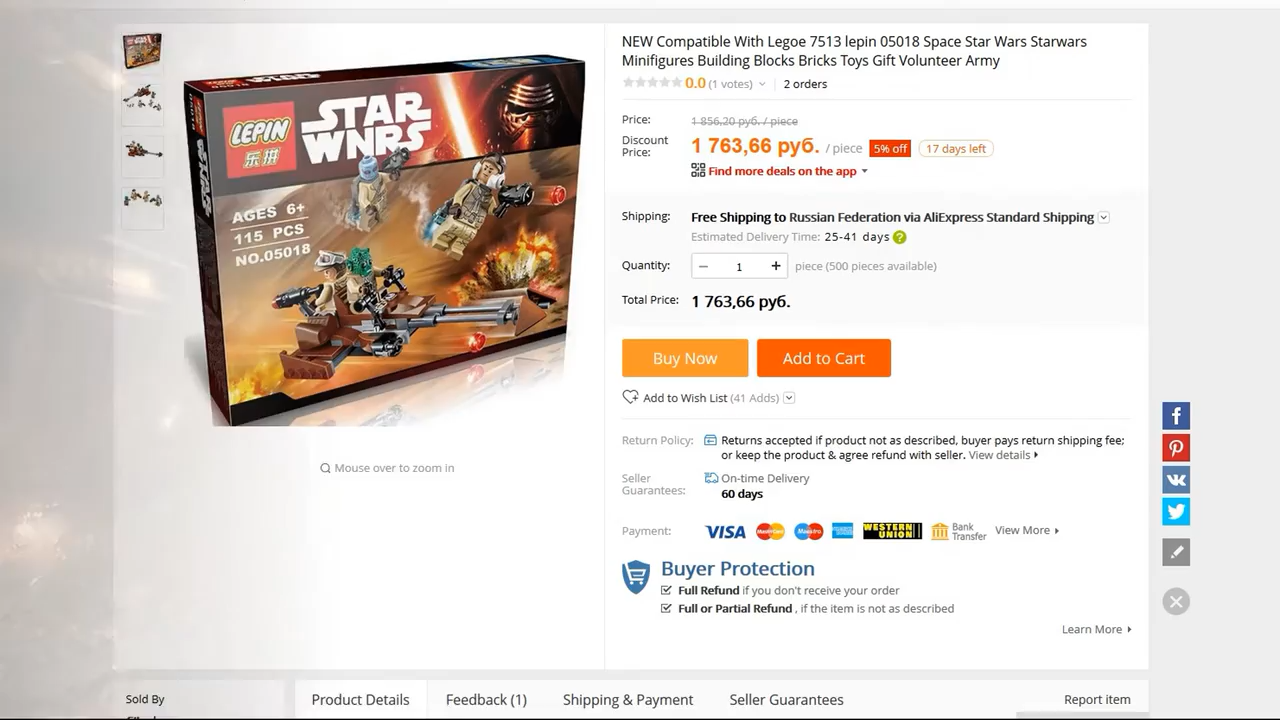 NEW Compatible With Legoe 7513 lepin 05018 Space Star Wars Starwars
Minifigures Building Blocks Bricks Toys Gift Volunteer Army
0.0 (1 votes) 2 orders
LEPIN
乐拼
STAR
WNRS
AGES 6+
115 PCS
NO.05018
Price: 1 856,20 руб. / piece
Discount
Price: 1 763,66 руб. / piece 5% off 17 days left
Find more deals on the app
Shipping: Free Shipping to Russian Federation via AliExpress Standard Shipping
Estimated Delivery Time: 25-41 days ?
Quantity: − 1 + piece (500 pieces available)
Total Price: 1 763,66 руб.
Buy Now Add to Cart
Add to Wish List (41 Adds)
Mouse over to zoom in
Return Policy: Returns accepted if product not as described, buyer pays return shipping fee;
or keep the product & agree refund with seller. View details
Seller
Guarantees: On-time Delivery
60 days
Payment: VISA MasterCard Maestro WESTERN UNION Bank Transfer View More
Buyer Protection
Full Refund if you don't receive your order
Full or Partial Refund , if the item is not as described
Learn More
Sold By
Product Details Feedback (1) Shipping & Payment Seller Guarantees Report item